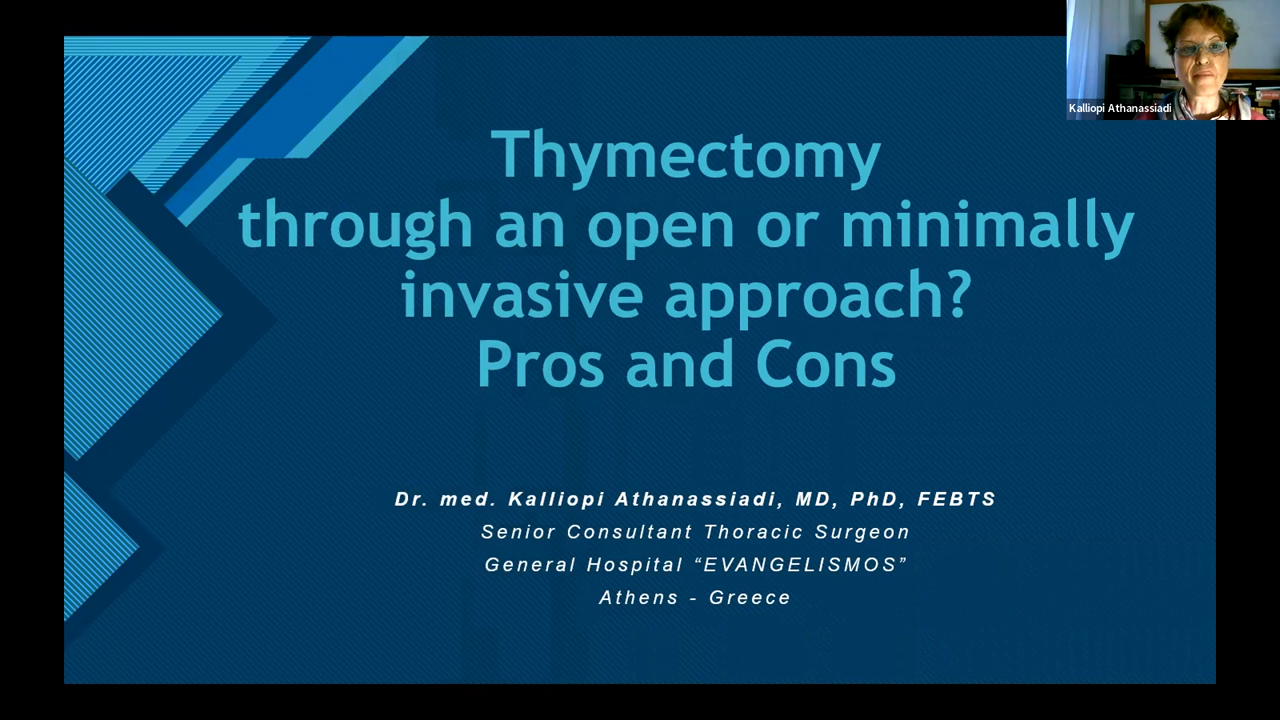 Kalliopi Athanassiadi
Thymectomy
through an open or minimally
invasive approach?
Pros and Cons
Dr. med. Kalliopi Athanassiadi, MD, PhD, FEBTS
Senior Consultant Thoracic Surgeon
General Hospital “EVANGELISMOS”
Athens - Greece